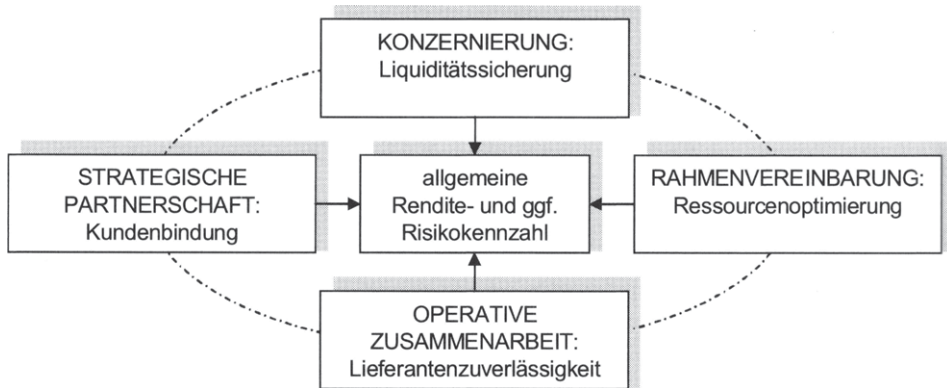 KONZERNIERUNG:
Liquiditätssicherung
STRATEGISCHE
PARTNERSCHAFT:
Kundenbindung
allgemeine
Rendite- und ggf.
Risikokennzahl
RAHMENVEREINBARUNG:
Ressourcenoptimierung
OPERATIVE
ZUSAMMENARBEIT:
Lieferantenzuverlässigkeit